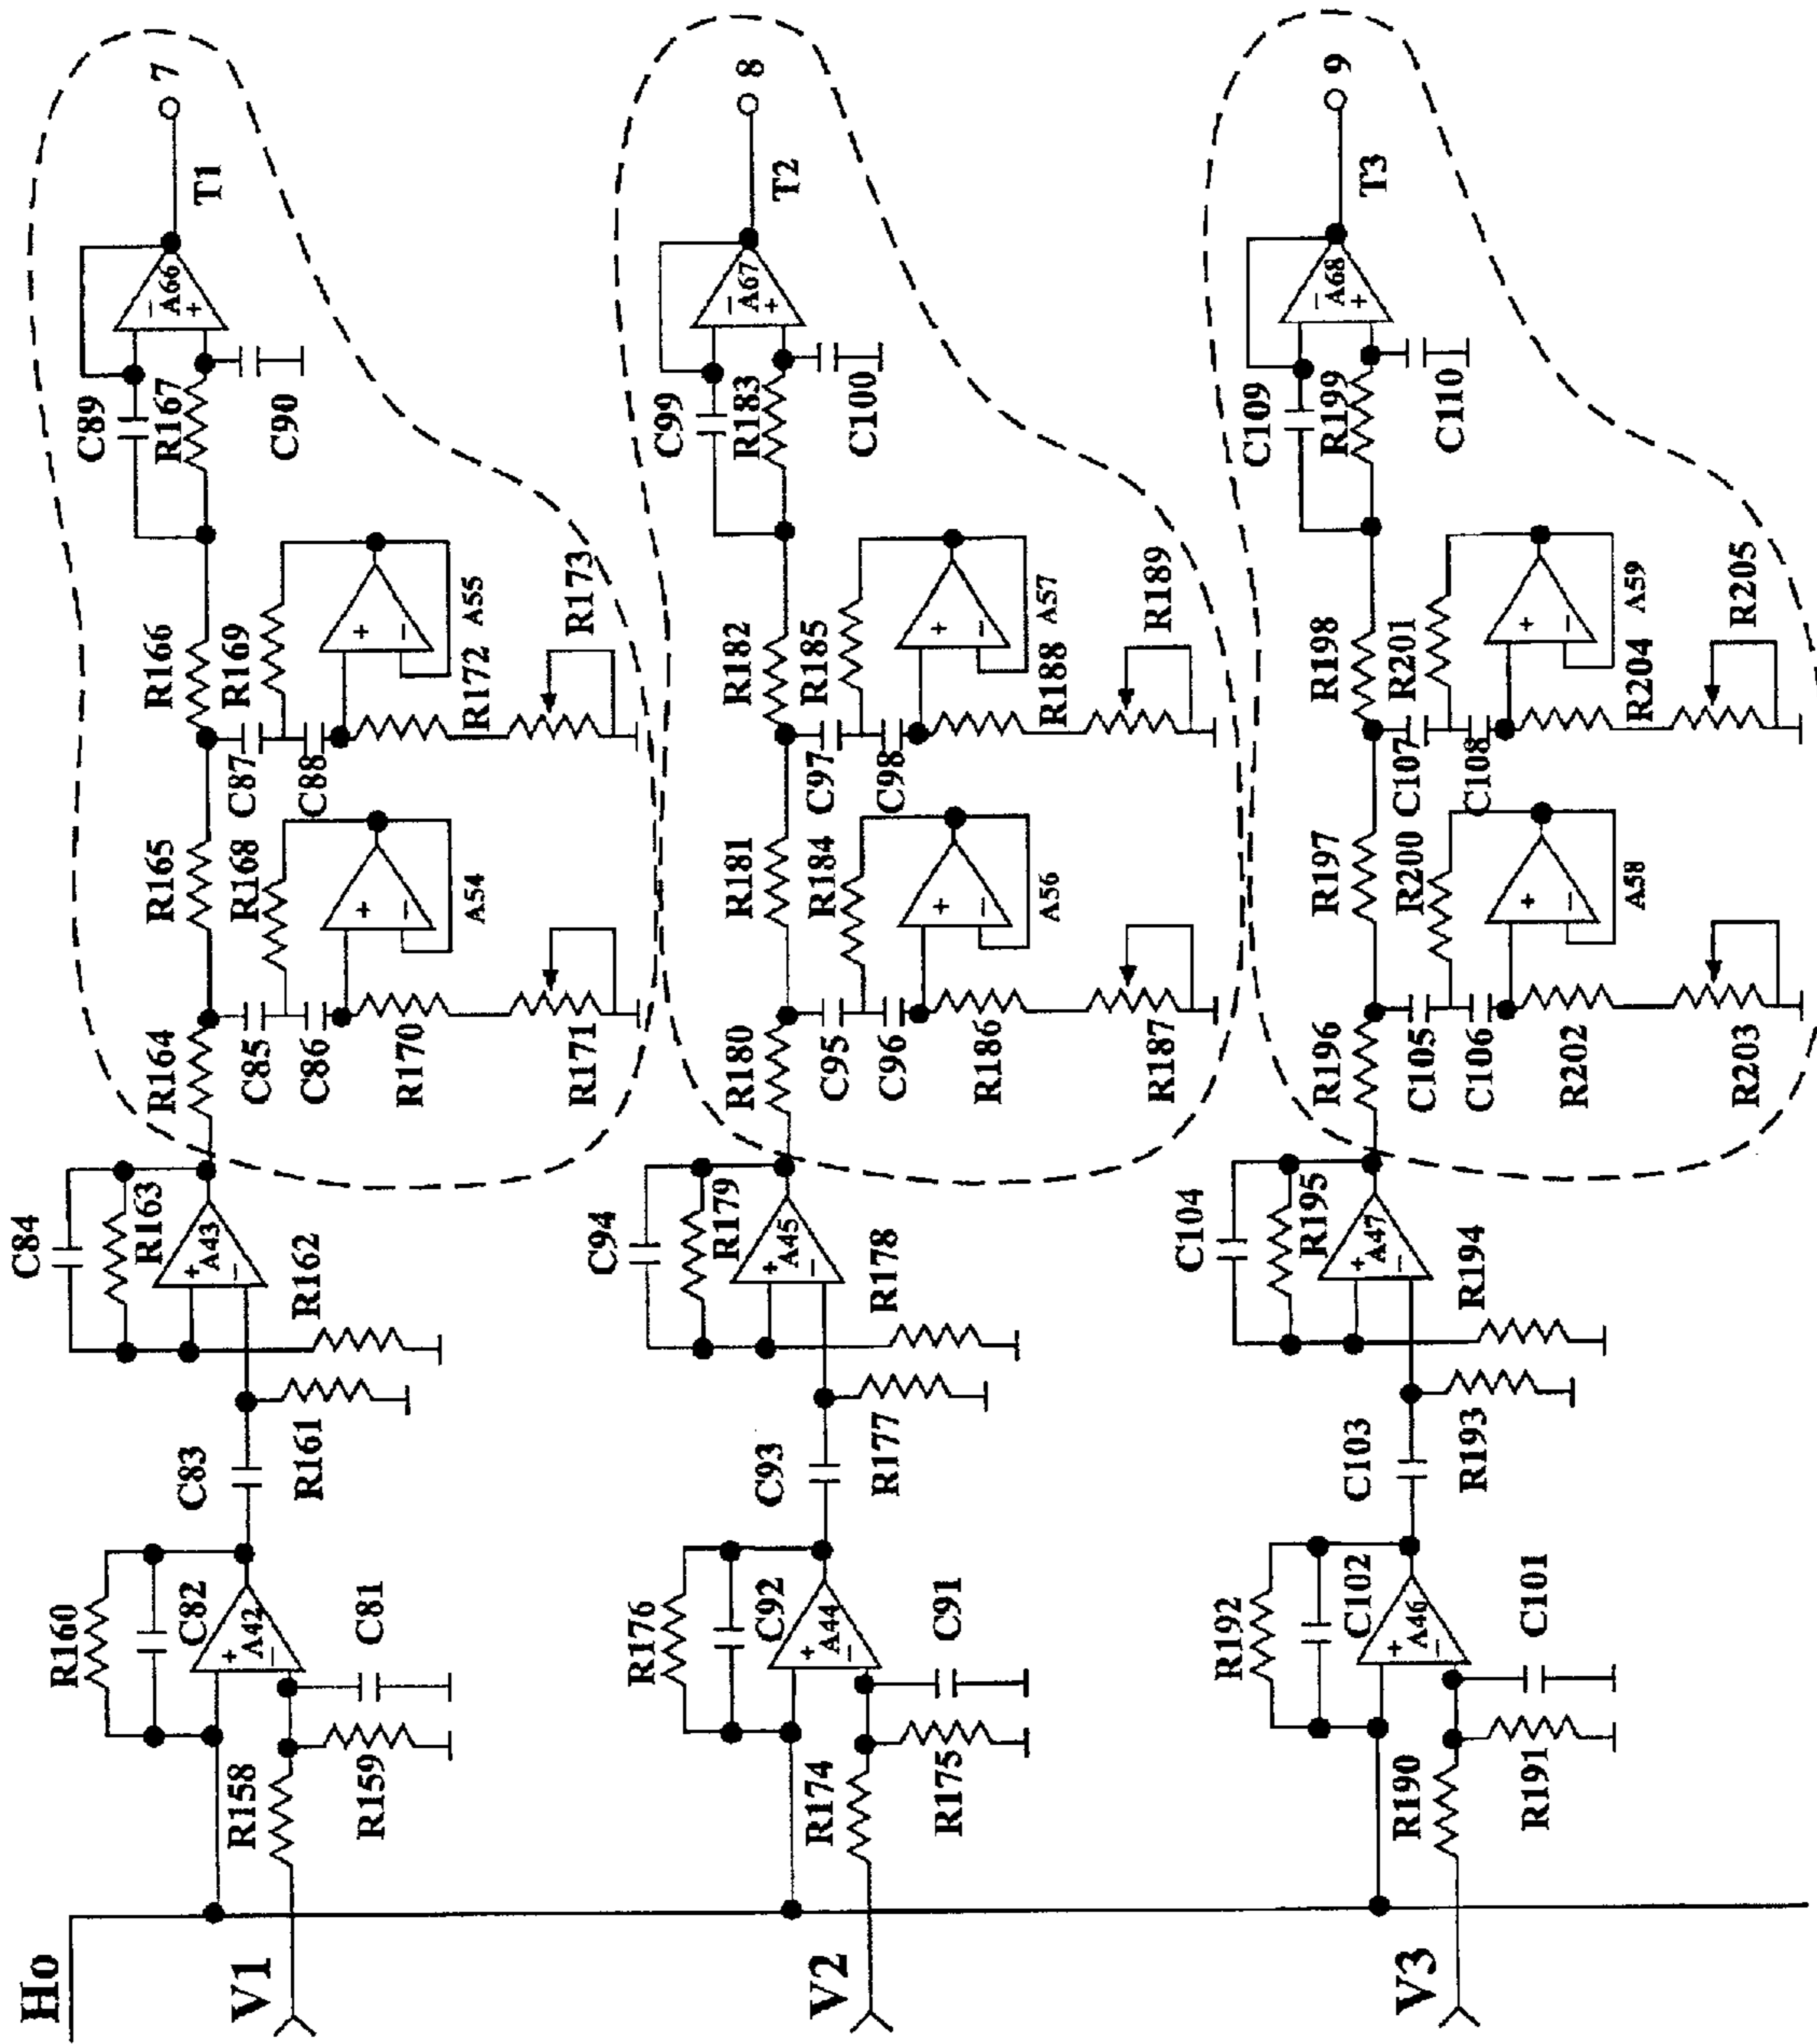 Ho
V1
R158
R159
C81
R160
C82
+
A42
−
C83
R161
R162
C84
R163
+
A43
−
R164
C85
C86
R170
R171
R165
R168
+
−
A54
C87
C88
R166
R169
+
−
A55
R172
R173
C89
R167
C90
−
A66
+
T1
7
V2
R174
R175
C91
R176
C92
+
A44
−
C93
R177
R178
C94
R179
+
A45
−
R180
C95
C96
R186
R187
R181
R184
+
−
A56
C97
C98
R182
R185
+
−
A57
R188
R189
C99
R183
C100
−
A67
+
T2
8
V3
R190
R191
C101
R192
C102
+
A46
−
C103
R193
R194
C104
R195
+
A47
−
R196
C105
C106
R202
R203
R197
R200
+
−
A58
C107
C108
R198
R201
+
−
A59
R204
R205
C109
R199
C110
−
A68
+
T3
9